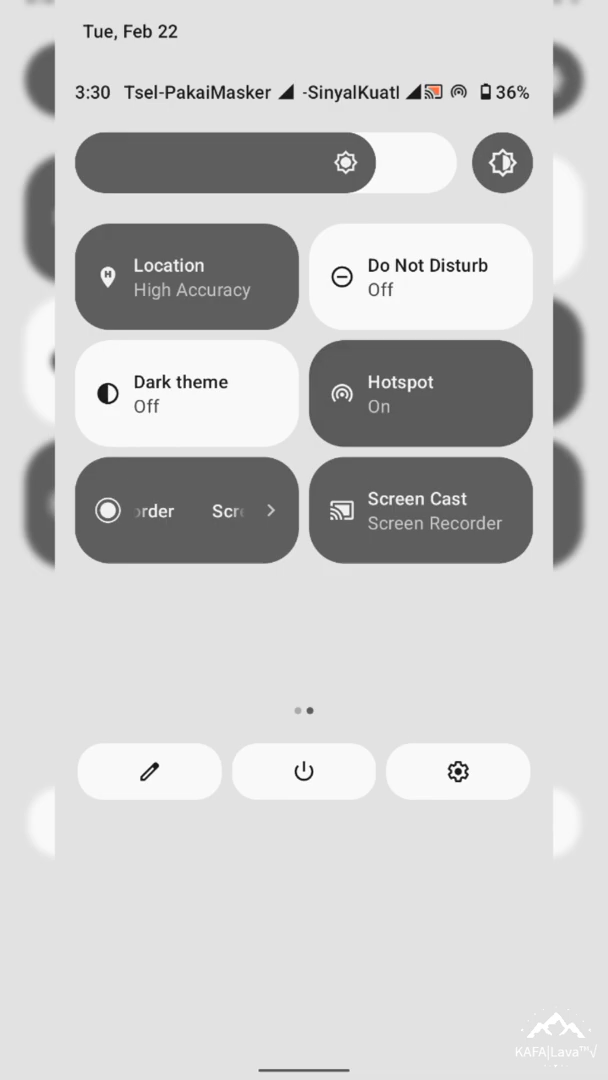 Tue, Feb 22
3:30 Tsel-PakaiMasker -SinyalKuatI 36%
Location
High Accuracy
Do Not Disturb
Off
Dark theme
Off
Hotspot
On
order Scre
Screen Cast
Screen Recorder
KAFA|Lava™√